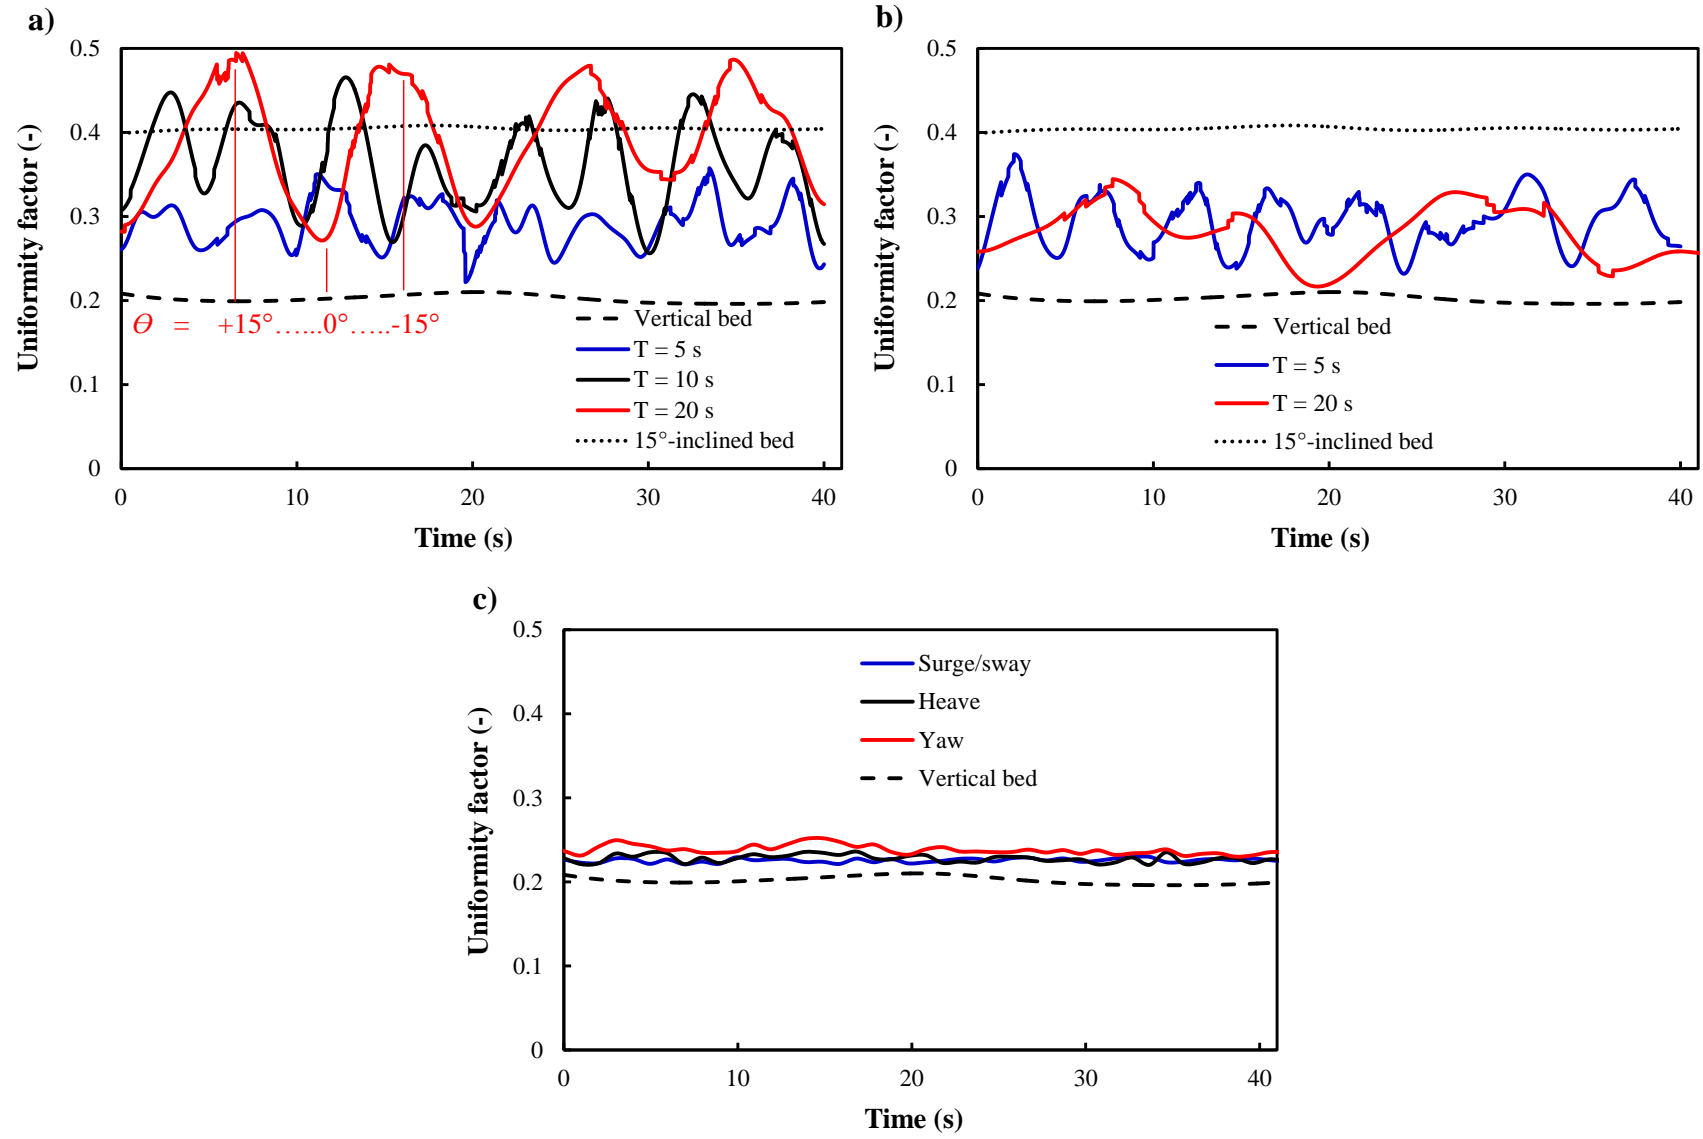 a)
Uniformity factor (-)
0.5
0.4
0.3
0.2
0.1
0
0 10 20 30 40
Time (s)
Θ = +15°…...0°…..-15°
Vertical bed
T = 5 s
T = 10 s
T = 20 s
15°-inclined bed
b)
Uniformity factor (-)
0.5
0.4
0.3
0.2
0.1
0
0 10 20 30 40
Time (s)
Vertical bed
T = 5 s
T = 20 s
15°-inclined bed
c)
Uniformity factor (-)
0.5
0.4
0.3
0.2
0.1
0
0 10 20 30 40
Time (s)
Surge/sway
Heave
Yaw
Vertical bed